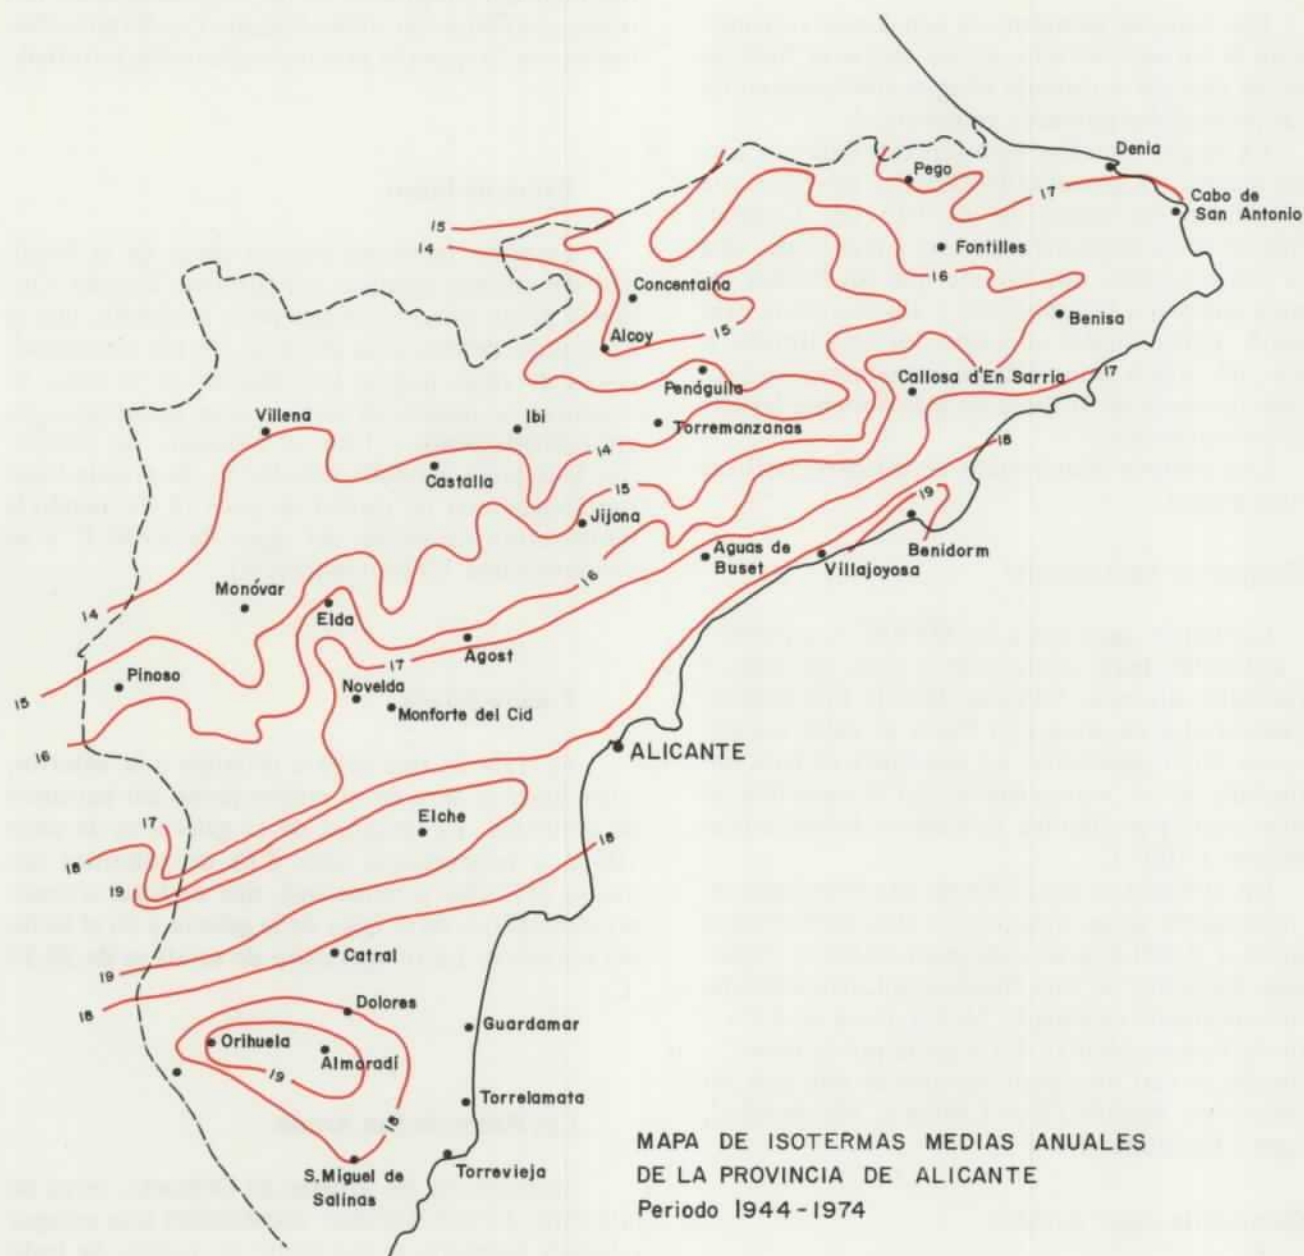 Denia
Pego
17
Cabo de
San Antonio
15
14
Fontilles
16
Concentaina
Benisa
15
Alcoy
17
Penáguila
Callosa d'En Sarria
Villena
Ibi
Torremanzanas
18
14
Castalla
15
19
Jijona
Aguas de
Buset
Benidorm
Villajoyosa
16
Monóvar
14
Elda
Agost
17
Pinoso
Novelda
15
Monforte del Cid
16
ALICANTE
17
Elche
18
18
19
Catral
19
Dolores
18
Guardamar
Orihuela
Almoradí
19
Torrelamata
18
MAPA DE ISOTERMAS MEDIAS ANUALES
DE LA PROVINCIA DE ALICANTE
Periodo 1944-1974
S. Miguel de
Salinas
Torrevieja